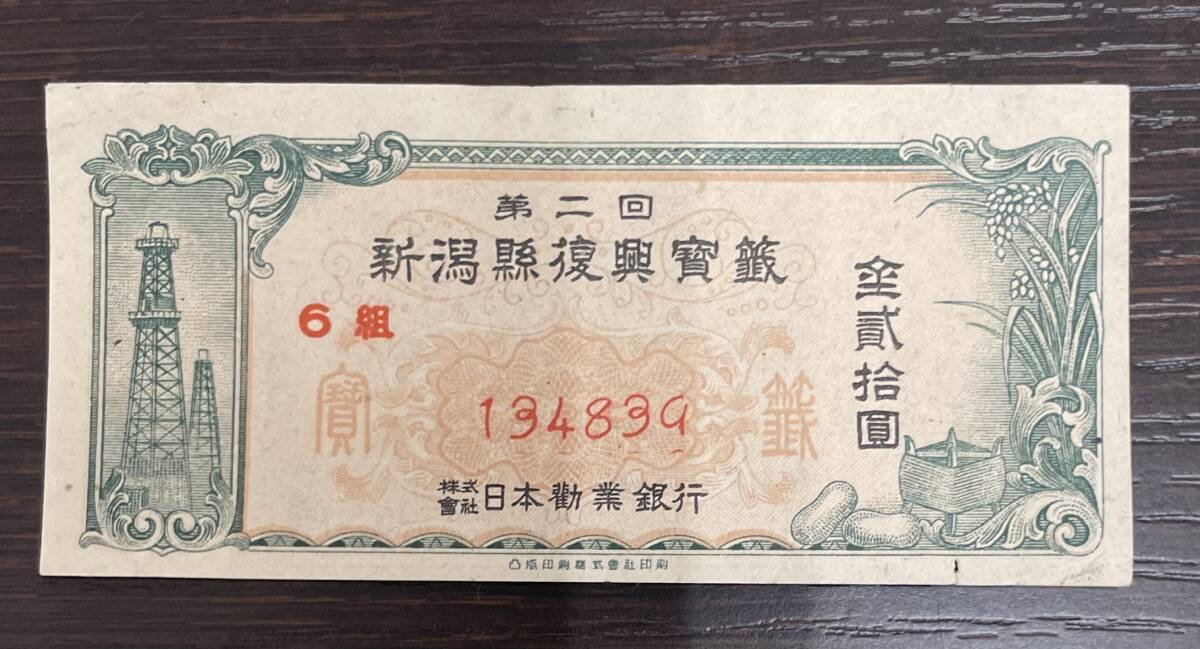 第二回
新潟縣復興寳籤
6組
金貳拾圓
寳 籤
134839
株式會社日本勸業銀行
凸版印刷株式會社印刷